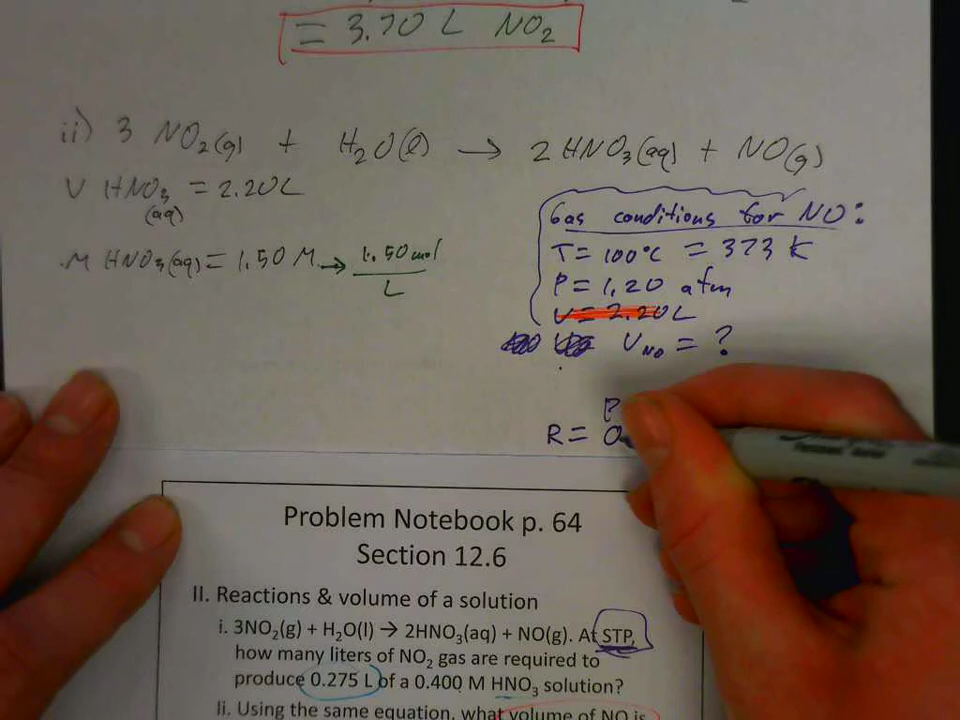 = 3.70 L NO2
ii) 3 NO2(g) + H2O(l) → 2HNO3(aq) + NO(g)
V HNO3 = 2.20L
(aq)
M HNO3(aq) = 1.50 M → 1.50 mol
L
Gas conditions for NO:
T = 100°C = 373 K
P = 1.20 atm
V = 2.20L
VNO = ?
P
R = 0
Problem Notebook p. 64
Section 12.6
II. Reactions & volume of a solution
i. 3NO2(g) + H2O(l) → 2HNO3(aq) + NO(g). At STP,
how many liters of NO2 gas are required to
produce 0.275 L of a 0.400 M HNO3 solution?
Ii. Using the same equation, what volume of NO is